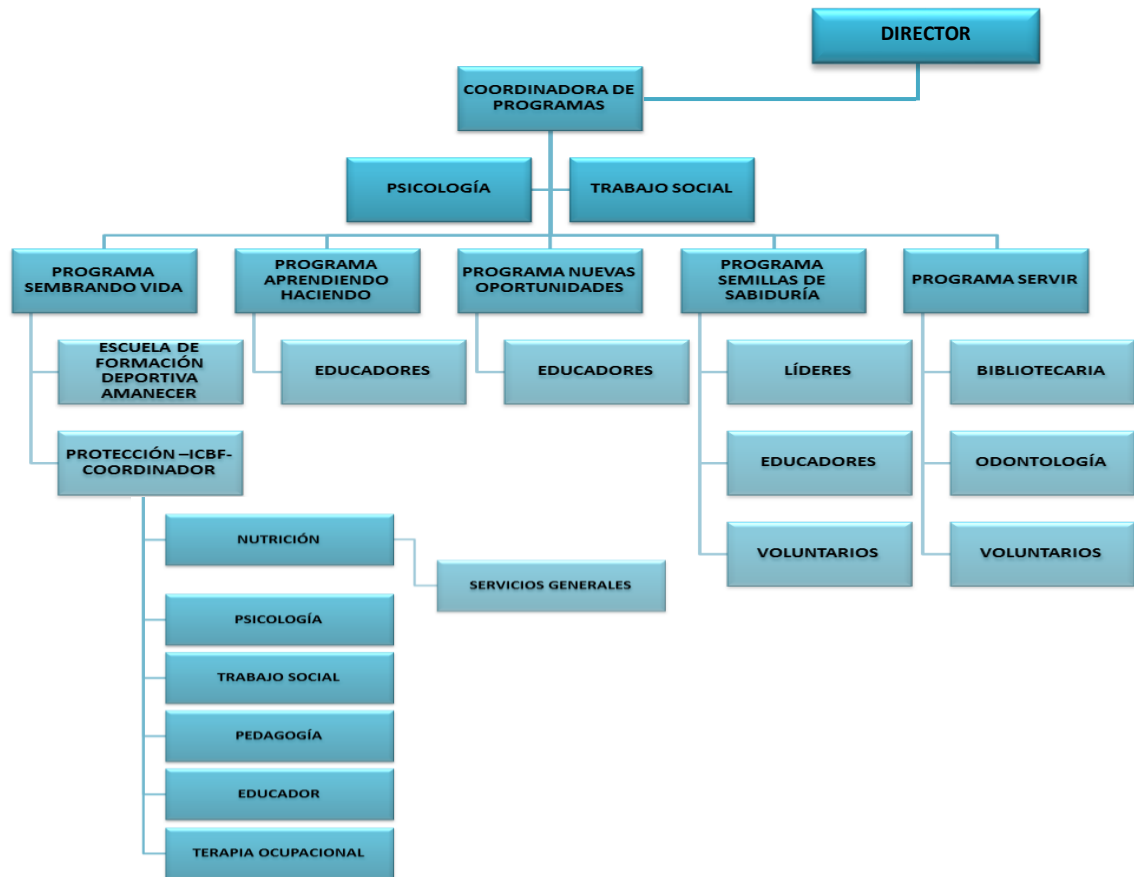 DIRECTOR
COORDINADORA DE
PROGRAMAS
PSICOLOGÍA
TRABAJO SOCIAL
PROGRAMA
SEMBRANDO VIDA
PROGRAMA
APRENDIENDO
HACIENDO
PROGRAMA NUEVAS
OPORTUNIDADES
PROGRAMA
SEMILLAS DE
SABIDURÍA
PROGRAMA SERVIR
ESCUELA DE
FORMACIÓN
DEPORTIVA
AMANECER
EDUCADORES
EDUCADORES
LÍDERES
BIBLIOTECARIA
PROTECCIÓN –ICBF-
COORDINADOR
EDUCADORES
ODONTOLOGÍA
NUTRICIÓN
VOLUNTARIOS
VOLUNTARIOS
SERVICIOS GENERALES
PSICOLOGÍA
TRABAJO SOCIAL
PEDAGOGÍA
EDUCADOR
TERAPIA OCUPACIONAL